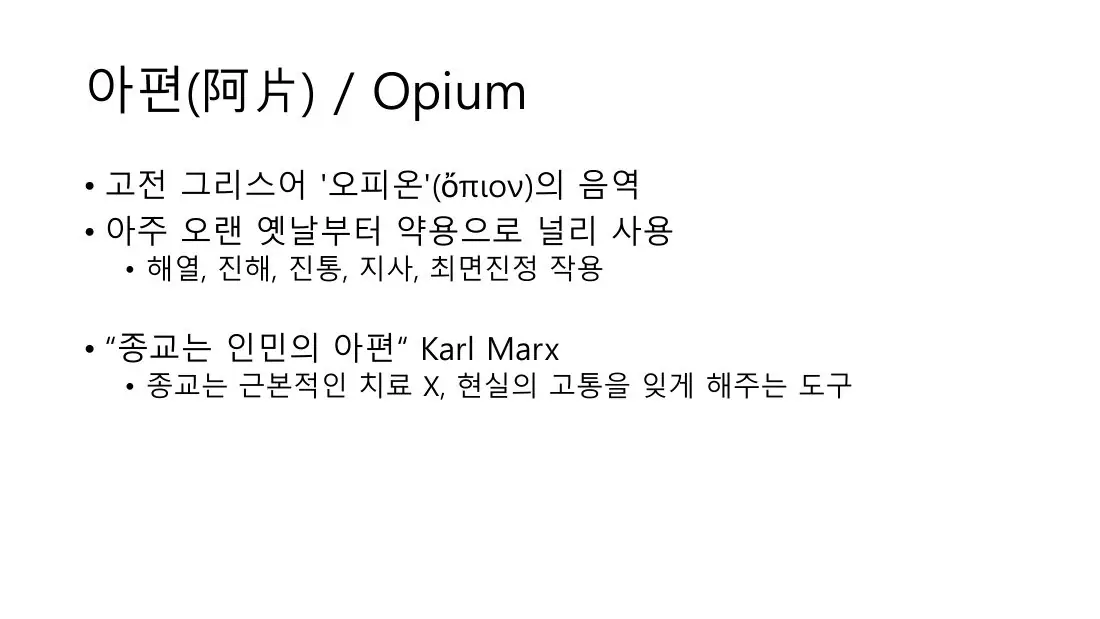 아편(阿片) / Opium
• 고전 그리스어 '오피온'(ὄπιον)의 음역
• 아주 오랜 옛날부터 약용으로 널리 사용
• 해열, 진해, 진통, 지사, 최면진정 작용
• “종교는 인민의 아편“ Karl Marx
• 종교는 근본적인 치료 X, 현실의 고통을 잊게 해주는 도구